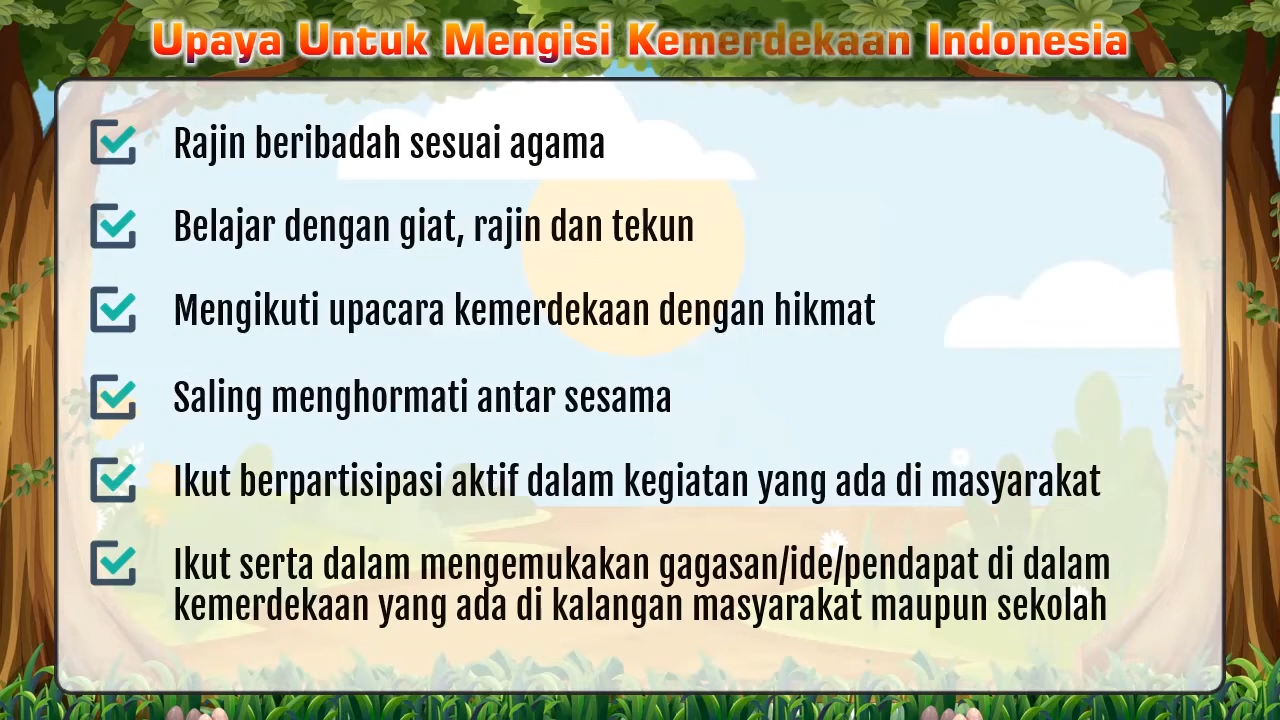 Upaya Untuk Mengisi Kemerdekaan Indonesia
Rajin beribadah sesuai agama
Belajar dengan giat, rajin dan tekun
Mengikuti upacara kemerdekaan dengan hikmat
Saling menghormati antar sesama
Ikut berpartisipasi aktif dalam kegiatan yang ada di masyarakat
Ikut serta dalam mengemukakan gagasan/ide/pendapat di dalam
kemerdekaan yang ada di kalangan masyarakat maupun sekolah